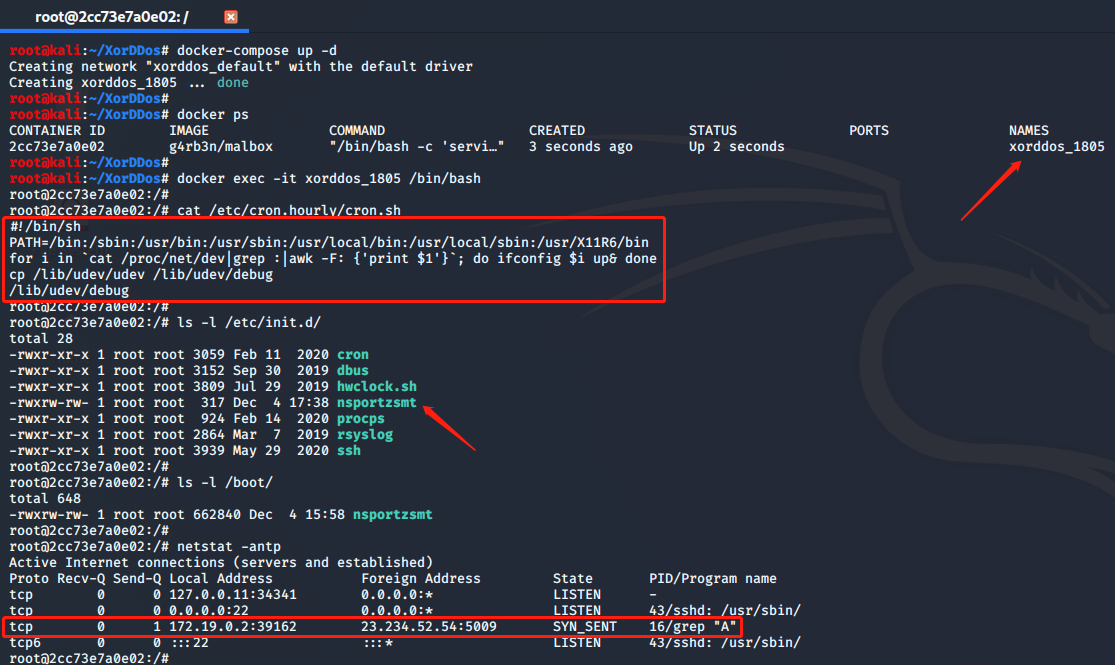 root@2cc73e7a0e02: /
root@kali:~/XorDDos# docker-compose up -d
Creating network "xorddos_default" with the default driver
Creating xorddos_1805 ... done
root@kali:~/XorDDos#
root@kali:~/XorDDos# docker ps
CONTAINER ID        IMAGE               COMMAND                  CREATED             STATUS              PORTS               NAMES
2cc73e7a0e02        g4rb3n/malbox       "/bin/bash -c 'servi…"   3 seconds ago       Up 2 seconds                            xorddos_1805
root@kali:~/XorDDos#
root@kali:~/XorDDos# docker exec -it xorddos_1805 /bin/bash
root@2cc73e7a0e02:/#
root@2cc73e7a0e02:/# cat /etc/cron.hourly/cron.sh
#!/bin/sh
PATH=/bin:/sbin:/usr/bin:/usr/sbin:/usr/local/bin:/usr/local/sbin:/usr/X11R6/bin
for i in `cat /proc/net/dev|grep :|awk -F: {'print $1'}`; do ifconfig $i up& done
cp /lib/udev/udev /lib/udev/debug
/lib/udev/debug
root@2cc73e7a0e02:/#
root@2cc73e7a0e02:/# ls -l /etc/init.d/
total 28
-rwxr-xr-x 1 root root 3059 Feb 11  2020 cron
-rwxr-xr-x 1 root root 3152 Sep 30  2019 dbus
-rwxr-xr-x 1 root root 3809 Jul 29  2019 hwclock.sh
-rwxrw-rw- 1 root root  317 Dec  4 17:38 nsportzsmt
-rwxr-xr-x 1 root root  924 Feb 14  2020 procps
-rwxr-xr-x 1 root root 2864 Mar  7  2019 rsyslog
-rwxr-xr-x 1 root root 3939 May 29  2020 ssh
root@2cc73e7a0e02:/#
root@2cc73e7a0e02:/# ls -l /boot/
total 648
-rwxrw-rw- 1 root root 662840 Dec  4 15:58 nsportzsmt
root@2cc73e7a0e02:/#
root@2cc73e7a0e02:/# netstat -antp
Active Internet connections (servers and established)
Proto Recv-Q Send-Q Local Address           Foreign Address         State       PID/Program name
tcp        0      0 127.0.0.11:34341        0.0.0.0:*               LISTEN      -
tcp        0      0 0.0.0.0:22              0.0.0.0:*               LISTEN      43/sshd: /usr/sbin/
tcp        0      1 172.19.0.2:39162        23.234.52.54:5009       SYN_SENT    16/grep "A"
tcp6       0      0 :::22                   :::*                    LISTEN      43/sshd: /usr/sbin/
root@2cc73e7a0e02:/#